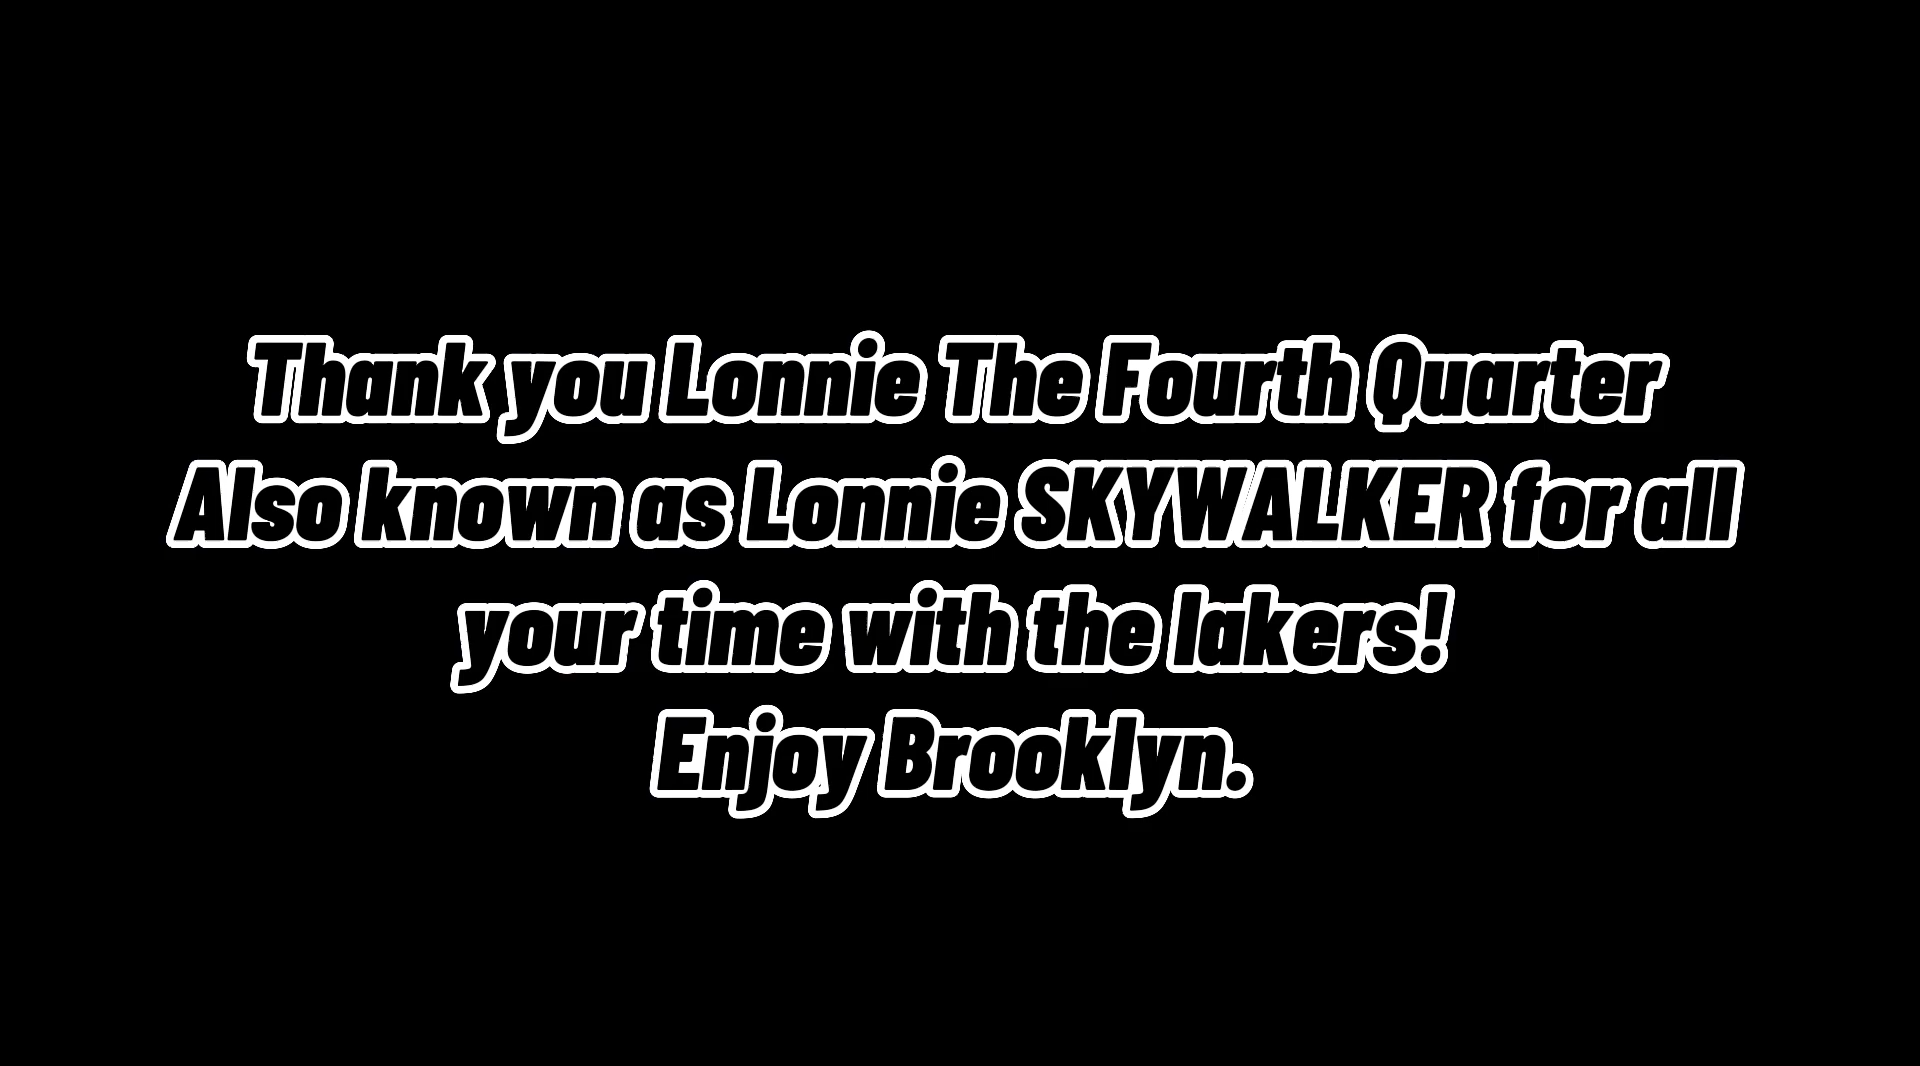 Thank you Lonnie The Fourth Quarter
Also known as Lonnie SKYWALKER for all
your time with the lakers!
Enjoy Brooklyn.